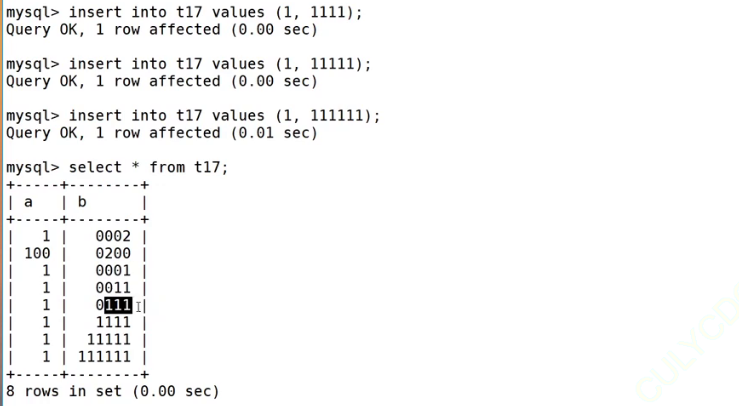 mysql> insert into t17 values (1, 1111);
Query OK, 1 row affected (0.00 sec)
mysql> insert into t17 values (1, 11111);
Query OK, 1 row affected (0.00 sec)
mysql> insert into t17 values (1, 111111);
Query OK, 1 row affected (0.01 sec)
mysql> select * from t17;
+-----+--------+
| a   | b      |
+-----+--------+
|   1 |   0002 |
| 100 |   0200 |
|   1 |   0001 |
|   1 |   0011 |
|   1 |   0111 |
|   1 |   1111 |
|   1 |  11111 |
|   1 | 111111 |
+-----+--------+
8 rows in set (0.00 sec)